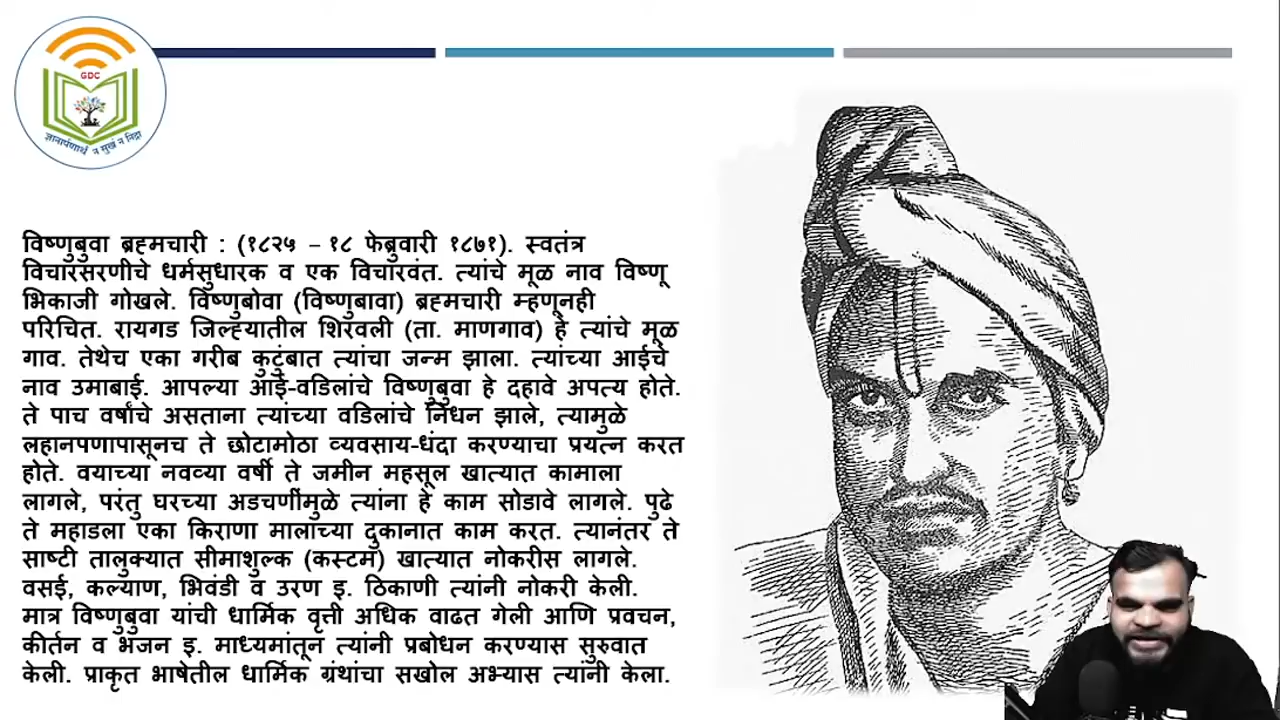 GDC
ज्ञानार्पणार्थं न सुखं न निद्रा
विष्णुबुवा ब्रह्मचारी : (१८२५ – १८ फेब्रुवारी १८७१). स्वतंत्र
विचारसरणीचे धर्मसुधारक व एक विचारवंत. त्यांचे मूळ नाव विष्णू
भिकाजी गोखले. विष्णुबोवा (विष्णुबावा) ब्रह्मचारी म्हणूनही
परिचित. रायगड जिल्ह्यातील शिरवली (ता. माणगाव) हे त्यांचे मूळ
गाव. तेथेच एका गरीब कुटुंबात त्यांचा जन्म झाला. त्यांच्या आईचे
नाव उमाबाई. आपल्या आई-वडिलांचे विष्णुबुवा हे दहावे अपत्य होते.
ते पाच वर्षांचे असताना त्यांच्या वडिलांचे निधन झाले, त्यामुळे
लहानपणापासूनच ते छोटामोठा व्यवसाय-धंदा करण्याचा प्रयत्न करत
होते. वयाच्या नवव्या वर्षी ते जमीन महसूल खात्यात कामाला
लागले, परंतु घरच्या अडचणींमुळे त्यांना हे काम सोडावे लागले. पुढे
ते महाडला एका किराणा मालाच्या दुकानात काम करत. त्यानंतर ते
साष्टी तालुक्यात सीमाशुल्क (कस्टम) खात्यात नोकरीस लागले.
वसई, कल्याण, भिवंडी व उरण इ. ठिकाणी त्यांनी नोकरी केली.
मात्र विष्णुबुवा यांची धार्मिक वृत्ती अधिक वाढत गेली आणि प्रवचन,
कीर्तन व भजन इ. माध्यमांतून त्यांनी प्रबोधन करण्यास सुरुवात
केली. प्राकृत भाषेतील धार्मिक ग्रंथांचा सखोल अभ्यास त्यांनी केला.